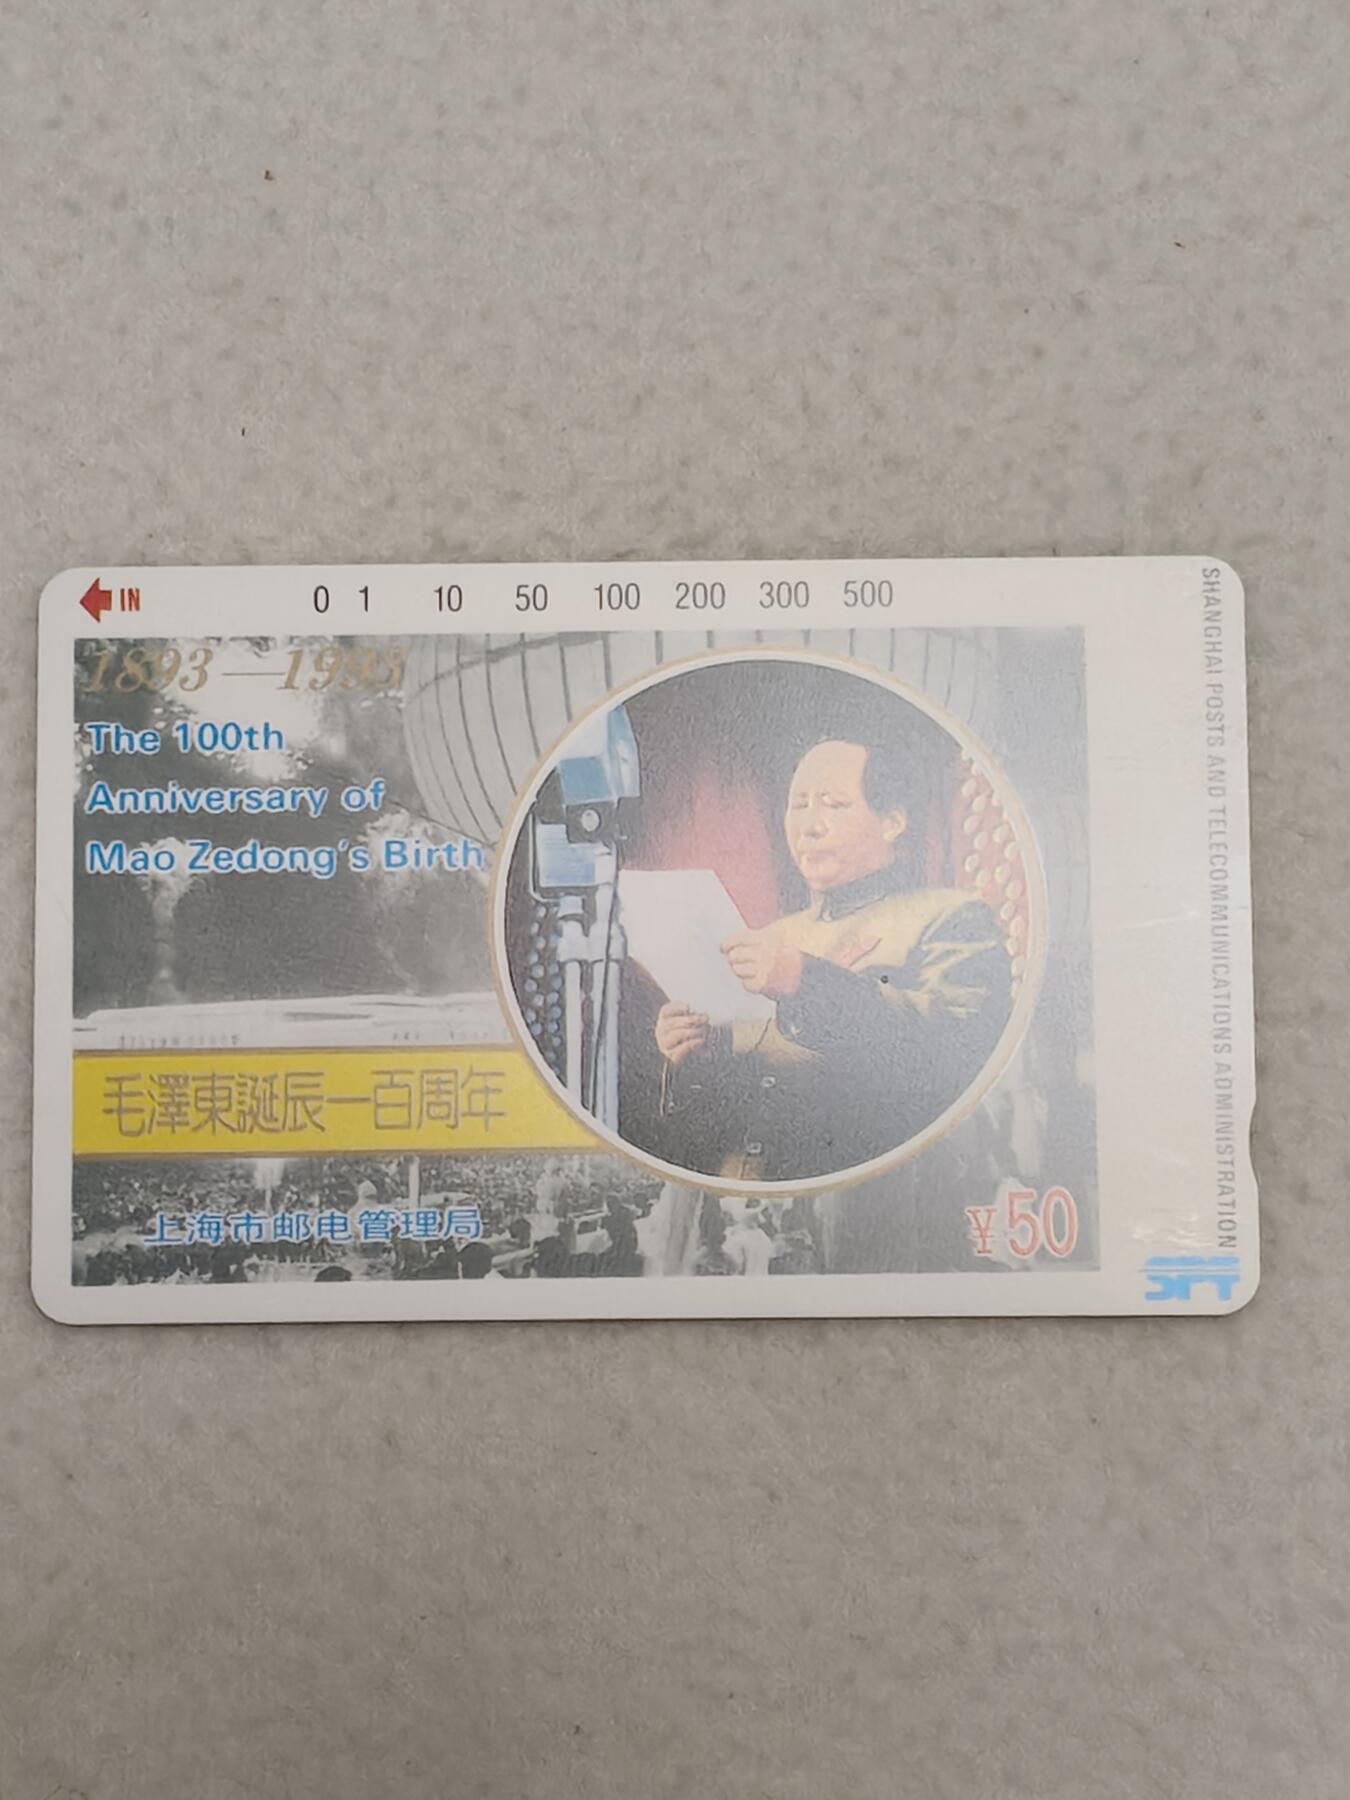 IN
0 1 10 50 100 200 300 500
1893—1993
The 100th
Anniversary of
Mao Zedong's Birth
毛澤東誕辰一百周年
上海市邮电管理局
¥50
SHANGHAI POSTS AND TELECOMMUNICATIONS ADMINISTRATION